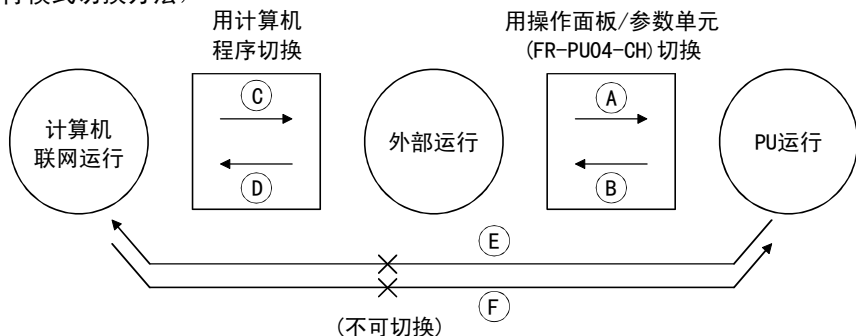 模式切换方法
用计算机
程序切换
用操作面板/参数单元
(FR-PU04-CH)切换
C
A
计算机
联网运行
外部运行
PU运行
D
B
E
F
(不可切换)